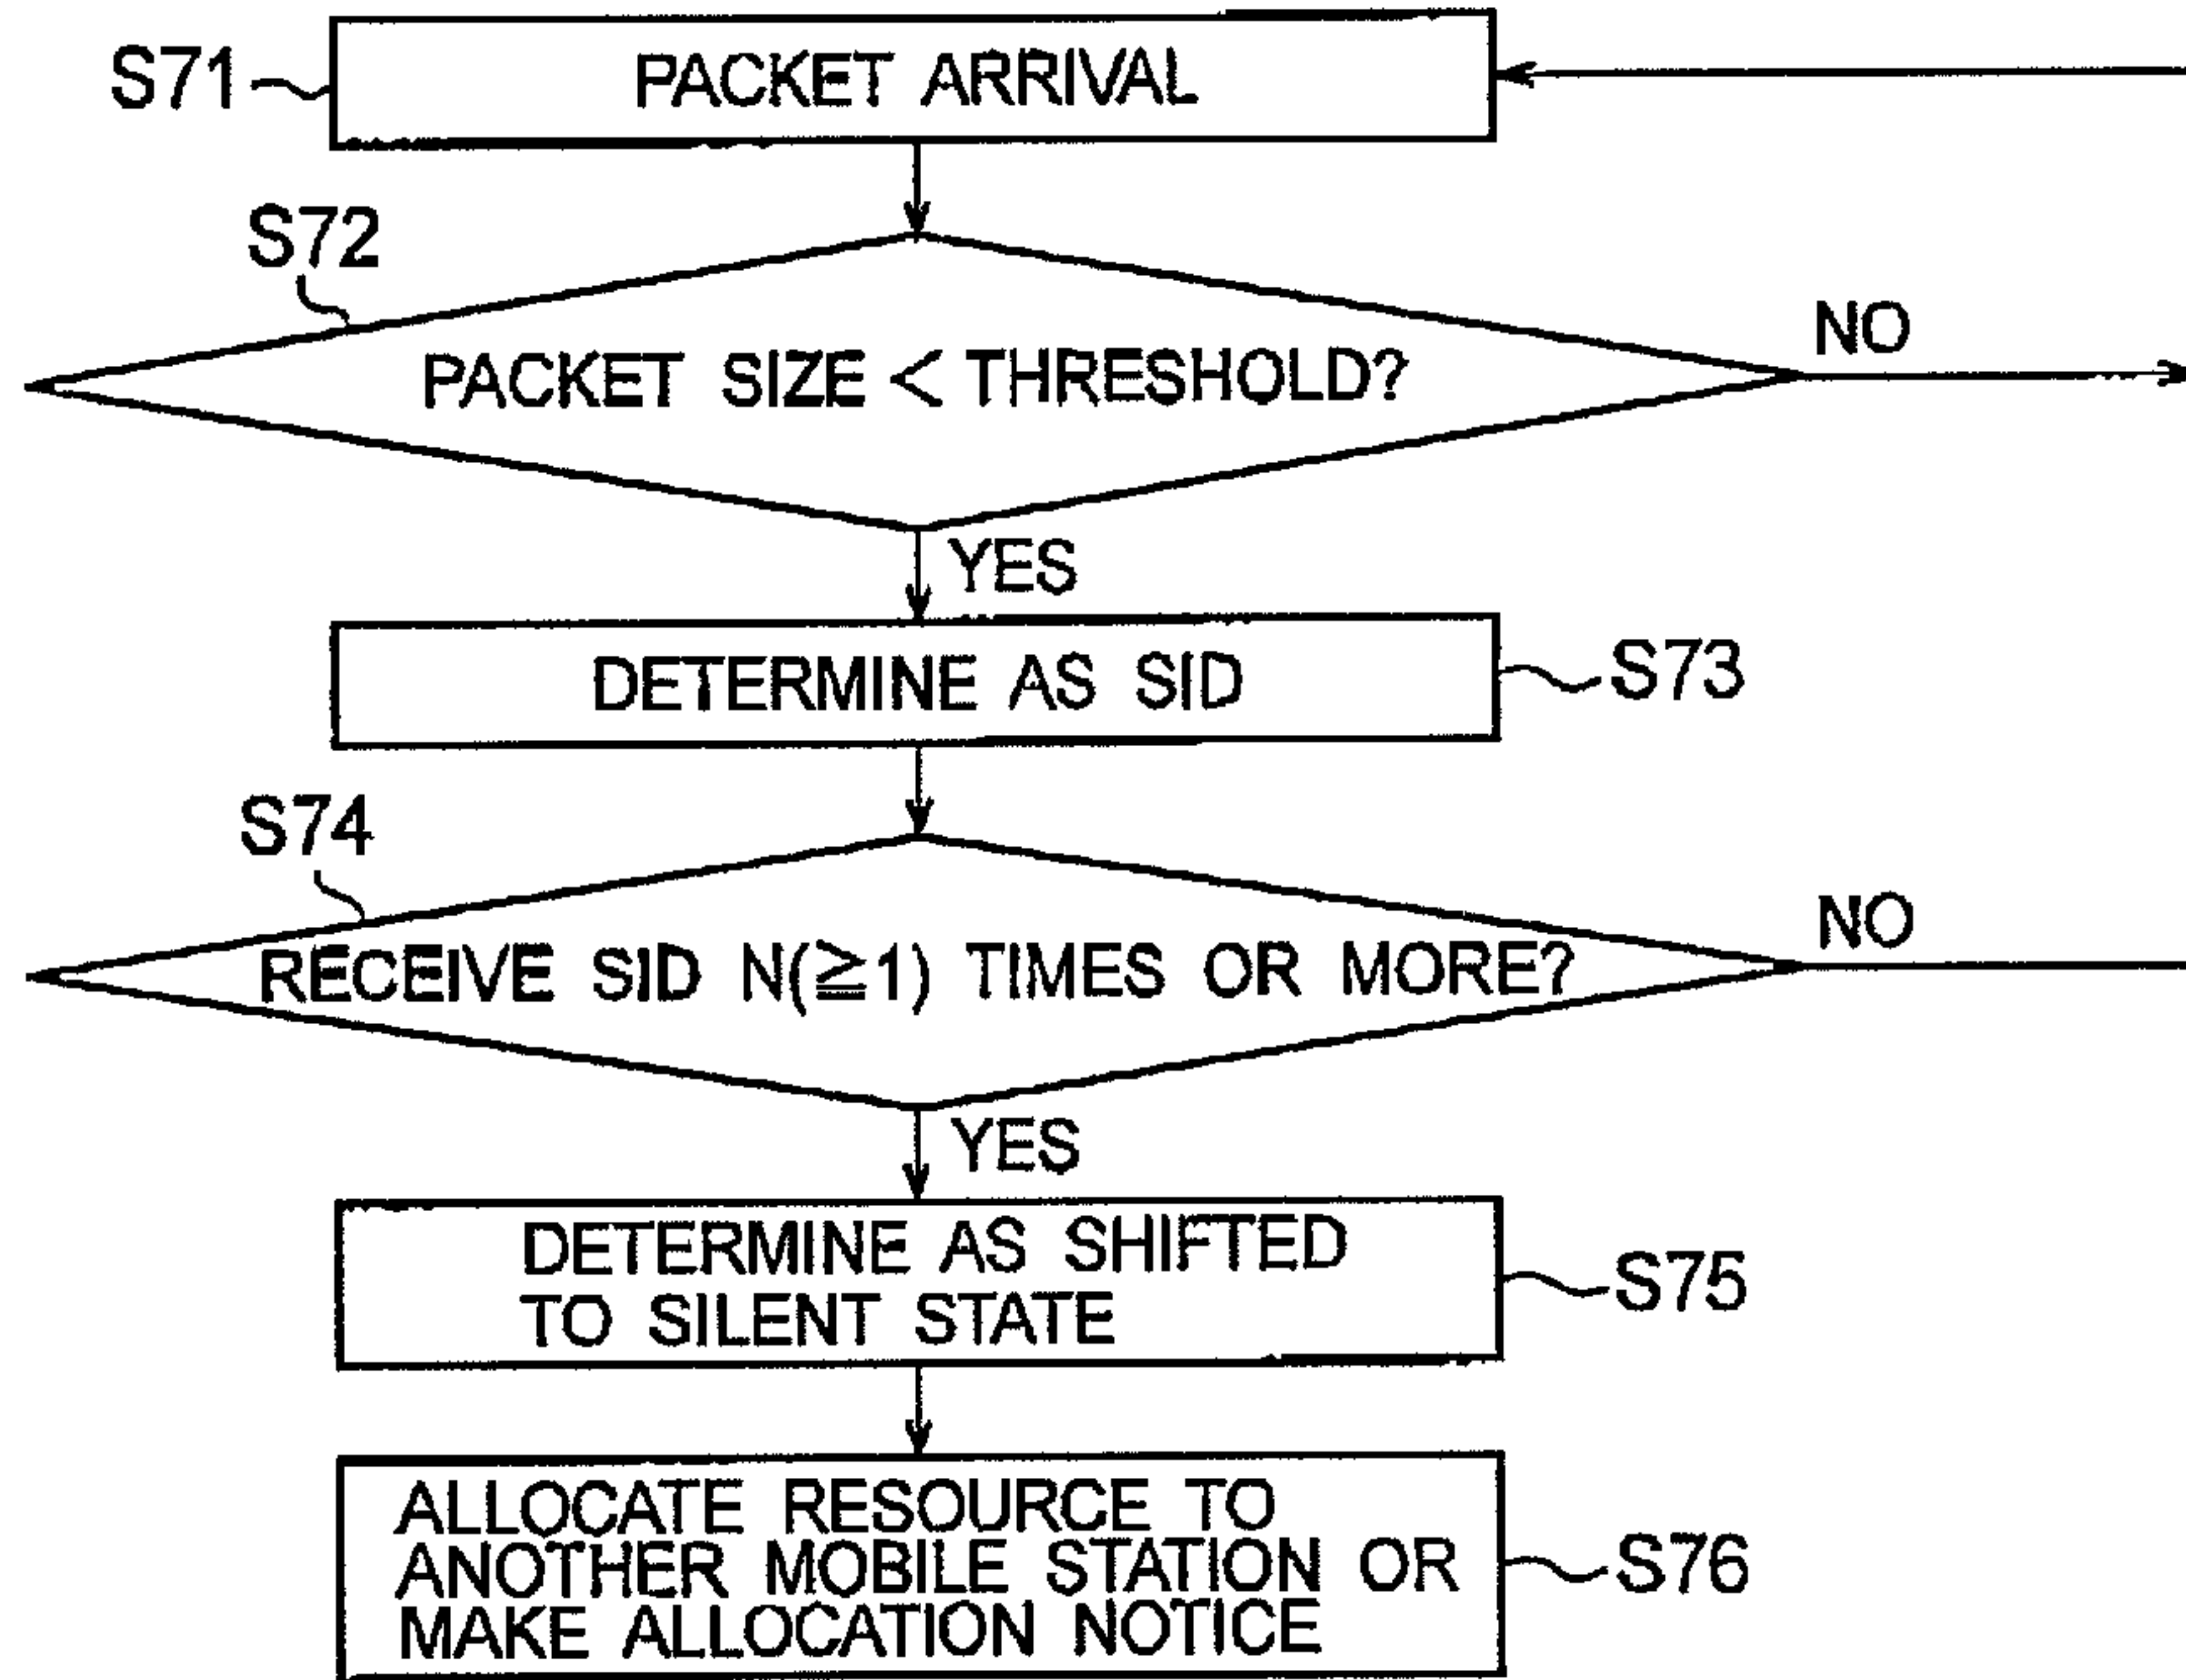 S71
PACKET ARRIVAL
S72
PACKET SIZE < THRESHOLD?
NO
YES
DETERMINE AS SID
S73
S74
RECEIVE SID N(≧1) TIMES OR MORE?
NO
YES
DETERMINE AS SHIFTED
TO SILENT STATE
S75
ALLOCATE RESOURCE TO
ANOTHER MOBILE STATION OR
MAKE ALLOCATION NOTICE
S76